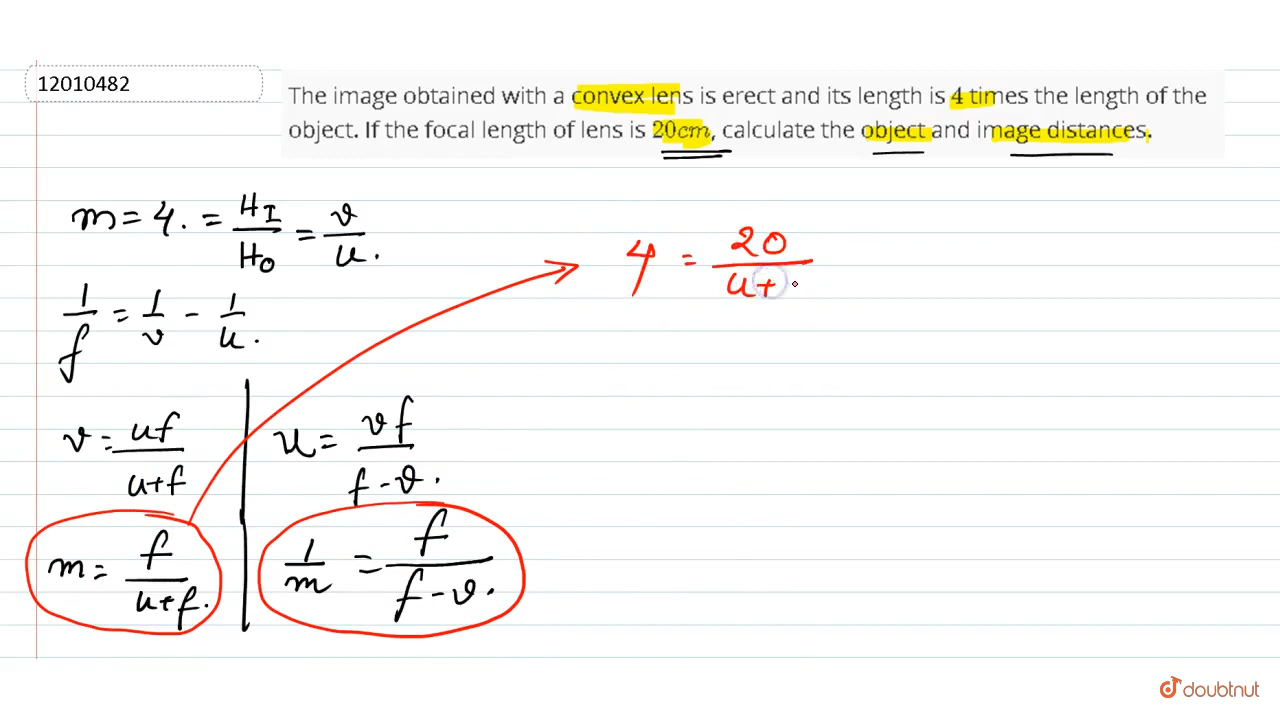 12010482
The image obtained with a convex lens is erect and its length is 4 times the length of the
object. If the focal length of lens is 20cm, calculate the object and image distances.
m = 4. = H_I/H_O = v/u.
1/f = 1/v - 1/u.
v = uf/u+f
u = vf/f-v.
m = f/u+f.
1/m = f/f-v.
4 = 20/u+
doubtnut